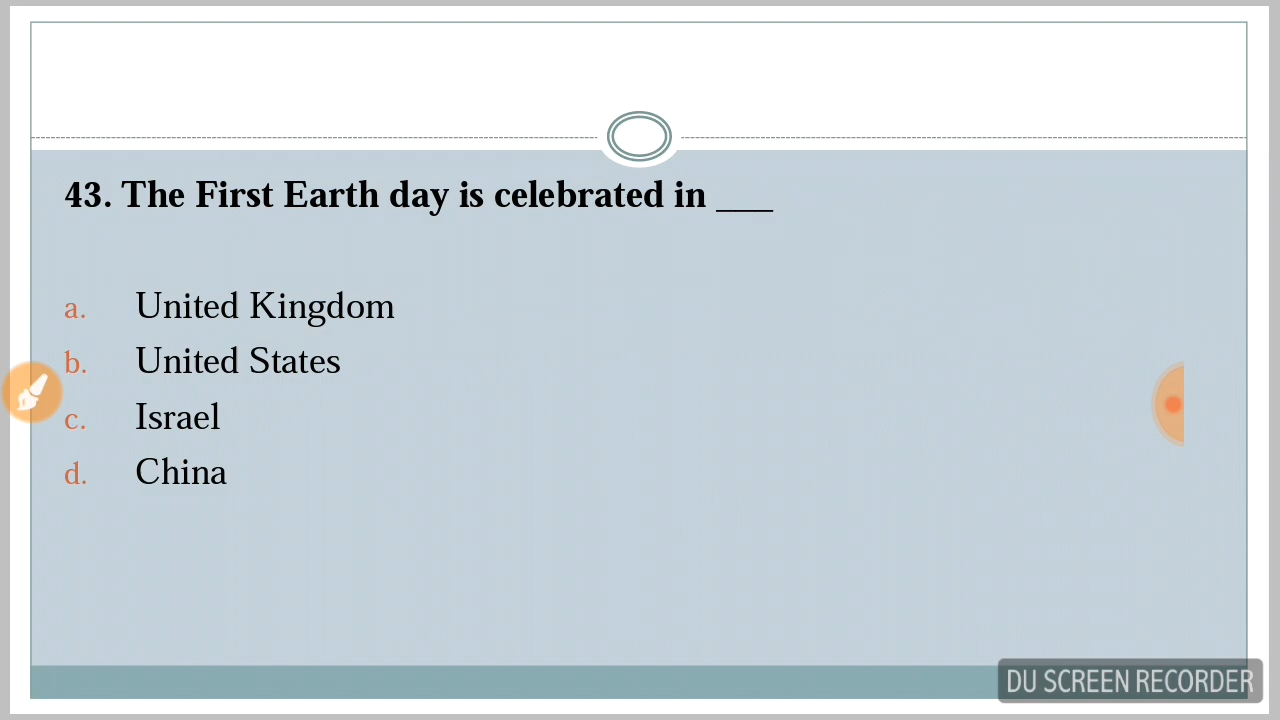 43. The First Earth day is celebrated in ___
a. United Kingdom
b. United States
c. Israel
d. China
DU SCREEN RECORDER